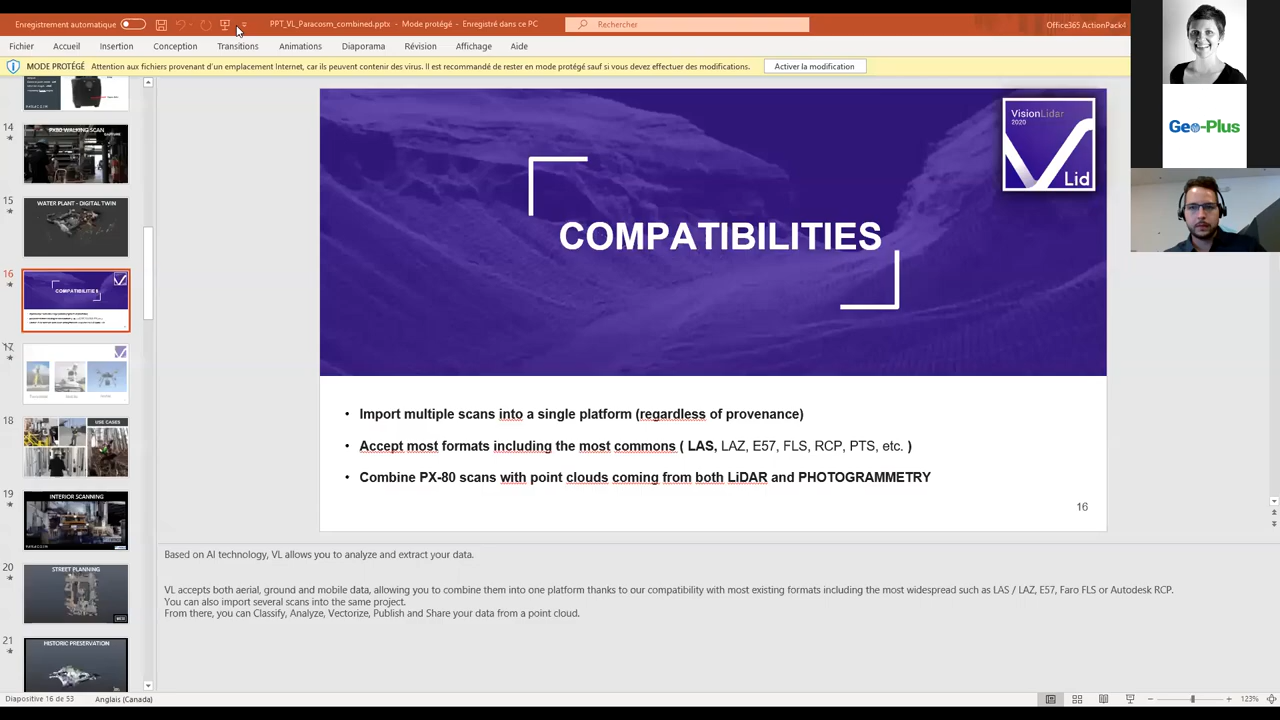 Enregistrement automatique
PPT_VL_Paracosm_combined.pptx - Mode protégé - Enregistré dans ce PC
Rechercher
Office365 ActionPack4
Fichier
Accueil
Insertion
Conception
Transitions
Animations
Diaporama
Révision
Affichage
Aide
MODE PROTÉGÉ
Attention aux fichiers provenant d'un emplacement Internet, car ils peuvent contenir des virus. Il est recommandé de rester en mode protégé sauf si vous devez effectuer des modifications.
Activer la modification
14
PX80 WALKING SCAN
15
WATER PLANT - DIGITAL TWIN
16
COMPATIBILITIES
17
18
USE CASES
19
INTERIOR SCANNING
20
STREET PLANNING
21
HISTORIC PRESERVATION
VisionLidar
2020
Lid
COMPATIBILITIES
• Import multiple scans into a single platform (regardless of provenance)
• Accept most formats including the most commons ( LAS, LAZ, E57, FLS, RCP, PTS, etc. )
• Combine PX-80 scans with point clouds coming from both LiDAR and PHOTOGRAMMETRY
16
Based on AI technology, VL allows you to analyze and extract your data.
VL accepts both aerial, ground and mobile data, allowing you to combine them into one platform thanks to our compatibility with most existing formats including the most widespread such as LAS / LAZ, E57, Faro FLS or Autodesk RCP.
You can also import several scans into the same project.
From there, you can Classify, Analyze, Vectorize, Publish and Share your data from a point cloud.
Geo-Plus
Diapositive 16 de 53
Anglais (Canada)
123%